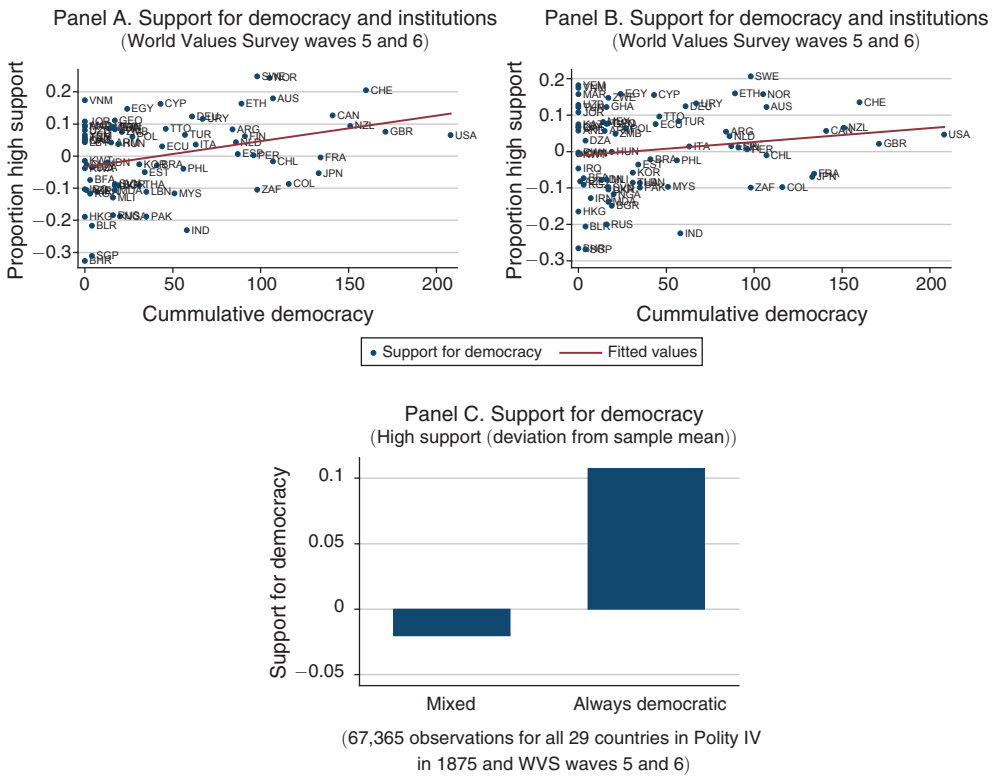 Panel A. Support for democracy and institutions
(World Values Survey waves 5 and 6)
Proportion high support
0.2
0.1
0
−0.1
−0.2
−0.3
VNM
JOR
KWT
RWA
HKG
BLR
SGP
BHR
EGY
GEO
POL
BFA
MLI
RUS
CYP
TTO
ECU
EST
LBN
PAK
THA
MDA
BRA
DEU
URY
TUR
ITA
PHL
MYS
IND
SWE
NOR
AUS
ETH
ARG
FIN
NLD
ESP
PER
CHL
ZAF
COL
CHE
CAN
NZL
GBR
USA
FRA
JPN
0
50
100
150
200
Cummulative democracy
Panel B. Support for democracy and institutions
(World Values Survey waves 5 and 6)
Proportion high support
0.2
0.1
0
−0.1
−0.2
−0.3
MAR
JOR
DZA
IRQ
HKG
BLR
SGP
EGY
ZWE
GHA
ZMB
HUN
MLI
NGA
MDA
BGR
RUS
CYP
TTO
ECU
EST
KOR
PAK
MYS
DEU
URY
TUR
ITA
PHL
IND
SWE
ETH
NOR
AUS
ARG
NLD
PER
CHL
ZAF
COL
CHE
CAN
NZL
GBR
USA
FRA
JPN
0
50
100
150
200
Cummulative democracy
Support for democracy
Fitted values
Panel C. Support for democracy
(High support (deviation from sample mean))
Support for democracy
0.1
0.05
0
−0.05
Mixed
Always democratic
(67,365 observations for all 29 countries in Polity IV
in 1875 and WVS waves 5 and 6)